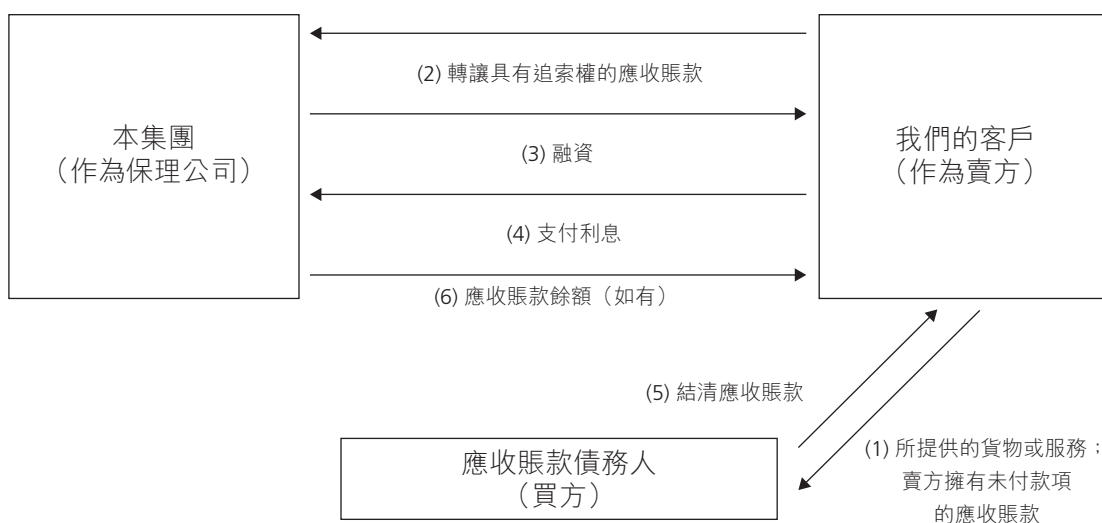 (2) 轉讓具有追索權的應收賬款
本集團
(作為保理公司)
(3) 融資
我們的客戶
(作為賣方)
(4) 支付利息
(6) 應收賬款餘額（如有）
(5) 結清應收賬款
應收賬款債務人
（買方）
(1) 所提供的貨物或服務；
賣方擁有未付款項
的應收賬款